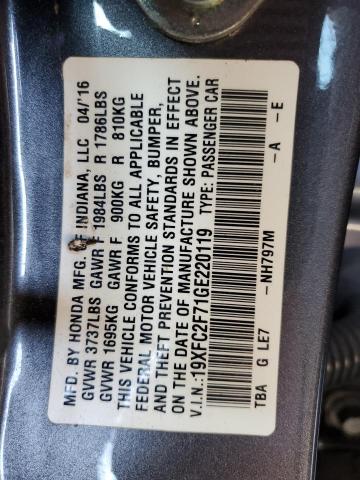 MFD. BY HONDA MFG. OF INDIANA, LLC 04/'16
GVWR 3737LBS GAWR F 1984LBS R 1786LBS
GVWR 1695KG GAWR F 900KG R 810KG
THIS VEHICLE CONFORMS TO ALL APPLICABLE
FEDERAL MOTOR VEHICLE SAFETY, BUMPER,
AND THEFT PREVENTION STANDARDS IN EFFECT
ON THE DATE OF MANUFACTURE SHOWN ABOVE.
V.I.N.:19XFC2F71GE220119 TYPE: PASSENGER CAR
TBA G LE7 -NH797M -A -E